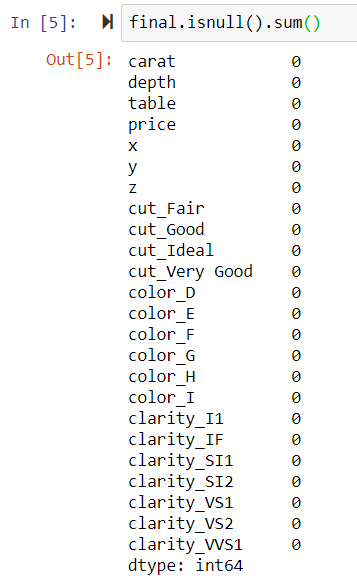 In [5]: final.isnull().sum()
Out[5]: carat 0
depth 0
table 0
price 0
x 0
y 0
z 0
cut_Fair 0
cut_Good 0
cut_Ideal 0
cut_Very Good 0
color_D 0
color_E 0
color_F 0
color_G 0
color_H 0
color_I 0
clarity_I1 0
clarity_IF 0
clarity_SI1 0
clarity_SI2 0
clarity_VS1 0
clarity_VS2 0
clarity_VVS1 0
dtype: int64